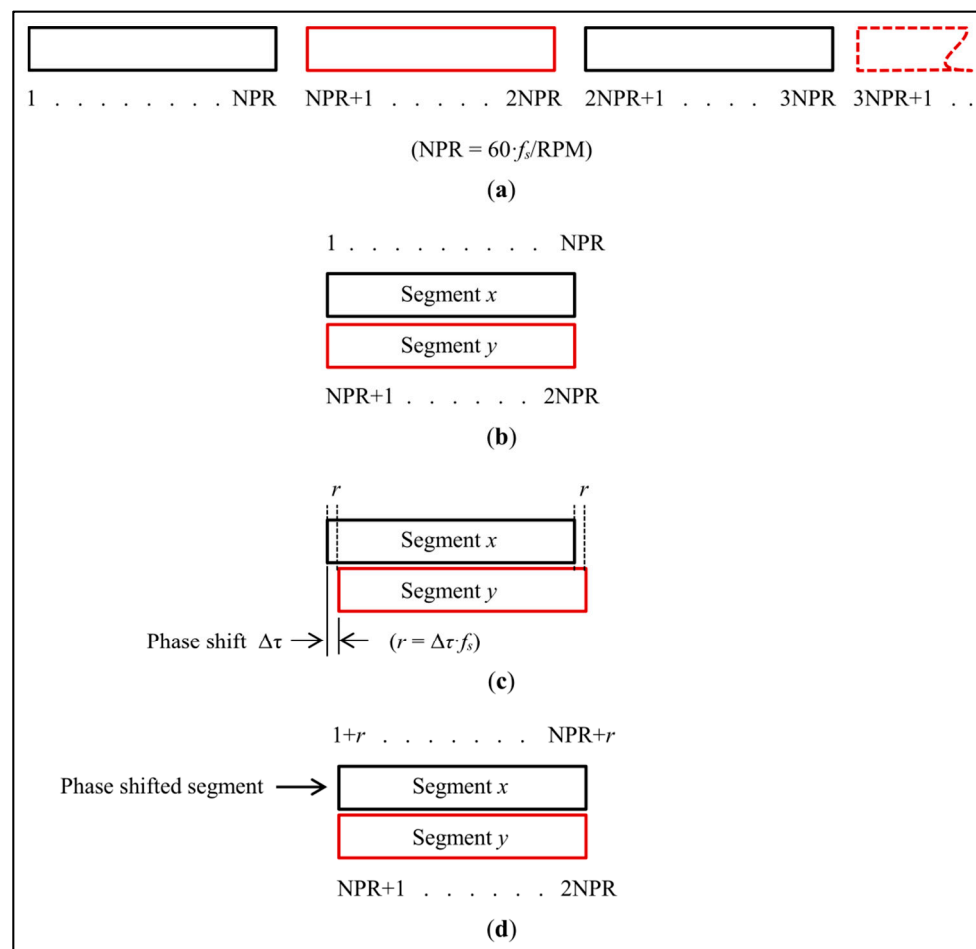 1 . . . . . . . . . NPR NPR+1 . . . . . 2NPR 2NPR+1 . . . . 3NPR 3NPR+1 . .
(NPR = 60·fs/RPM)
(a)
1 . . . . . . . . . NPR
Segment x
Segment y
NPR+1 . . . . . . 2NPR
(b)
r r
Segment x
Segment y
Phase shift Δτ (r = Δτ·fs)
(c)
1+r . . . . . . . NPR+r
Phase shifted segment Segment x
Segment y
NPR+1 . . . . . . 2NPR
(d)